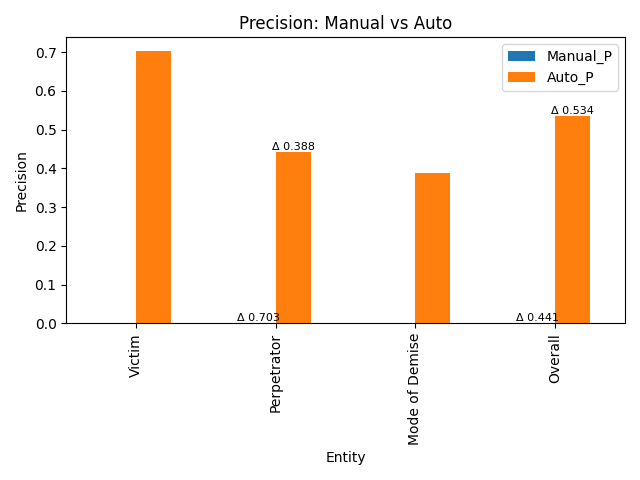 Precision: Manual vs Auto
Manual_P
Auto_P
Precision
0.7
0.6
0.5
0.4
0.3
0.2
0.1
0.0
Δ 0.703
Δ 0.388
Δ 0.441
Δ 0.534
Victim
Perpetrator
Mode of Demise
Overall
Entity